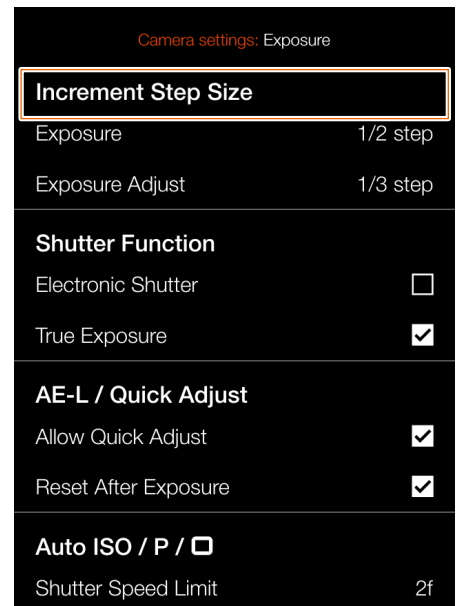 Camera settings: Exposure
Increment Step Size
Exposure 1/2 step
Exposure Adjust 1/3 step
Shutter Function
Electronic Shutter
True Exposure
AE-L / Quick Adjust
Allow Quick Adjust
Reset After Exposure
Auto ISO / P /
Shutter Speed Limit 2f